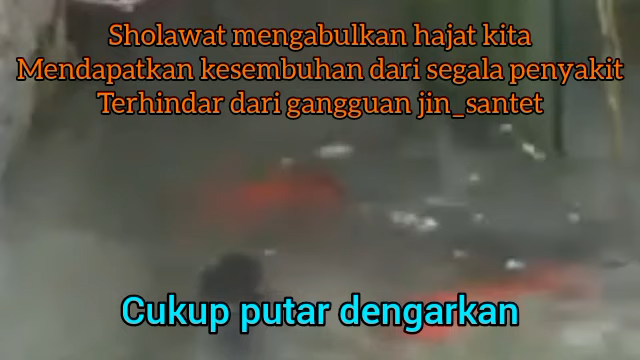 Sholawat mengabulkan hajat kita
Mendapatkan kesembuhan dari segala penyakit
Terhindar dari gangguan jin_santet
Cukup putar dengarkan